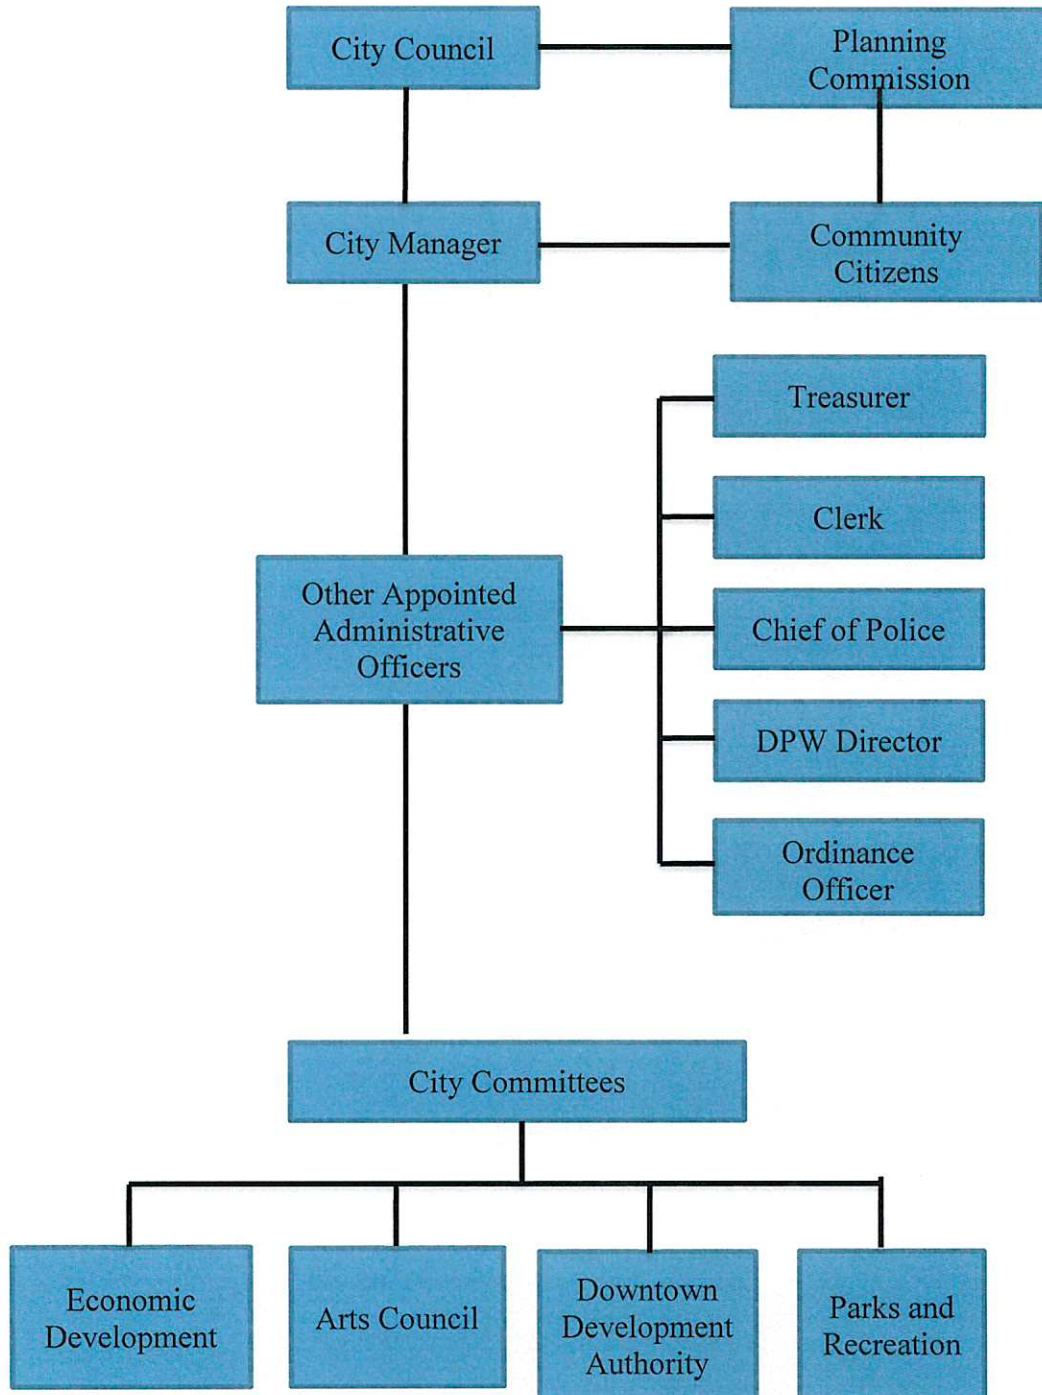 City Council
Planning
Commission
City Manager
Community
Citizens
Treasurer
Clerk
Other Appointed
Administrative
Officers
Chief of Police
DPW Director
Ordinance
Officer
City Committees
Economic
Development
Arts Council
Downtown
Development
Authority
Parks and
Recreation